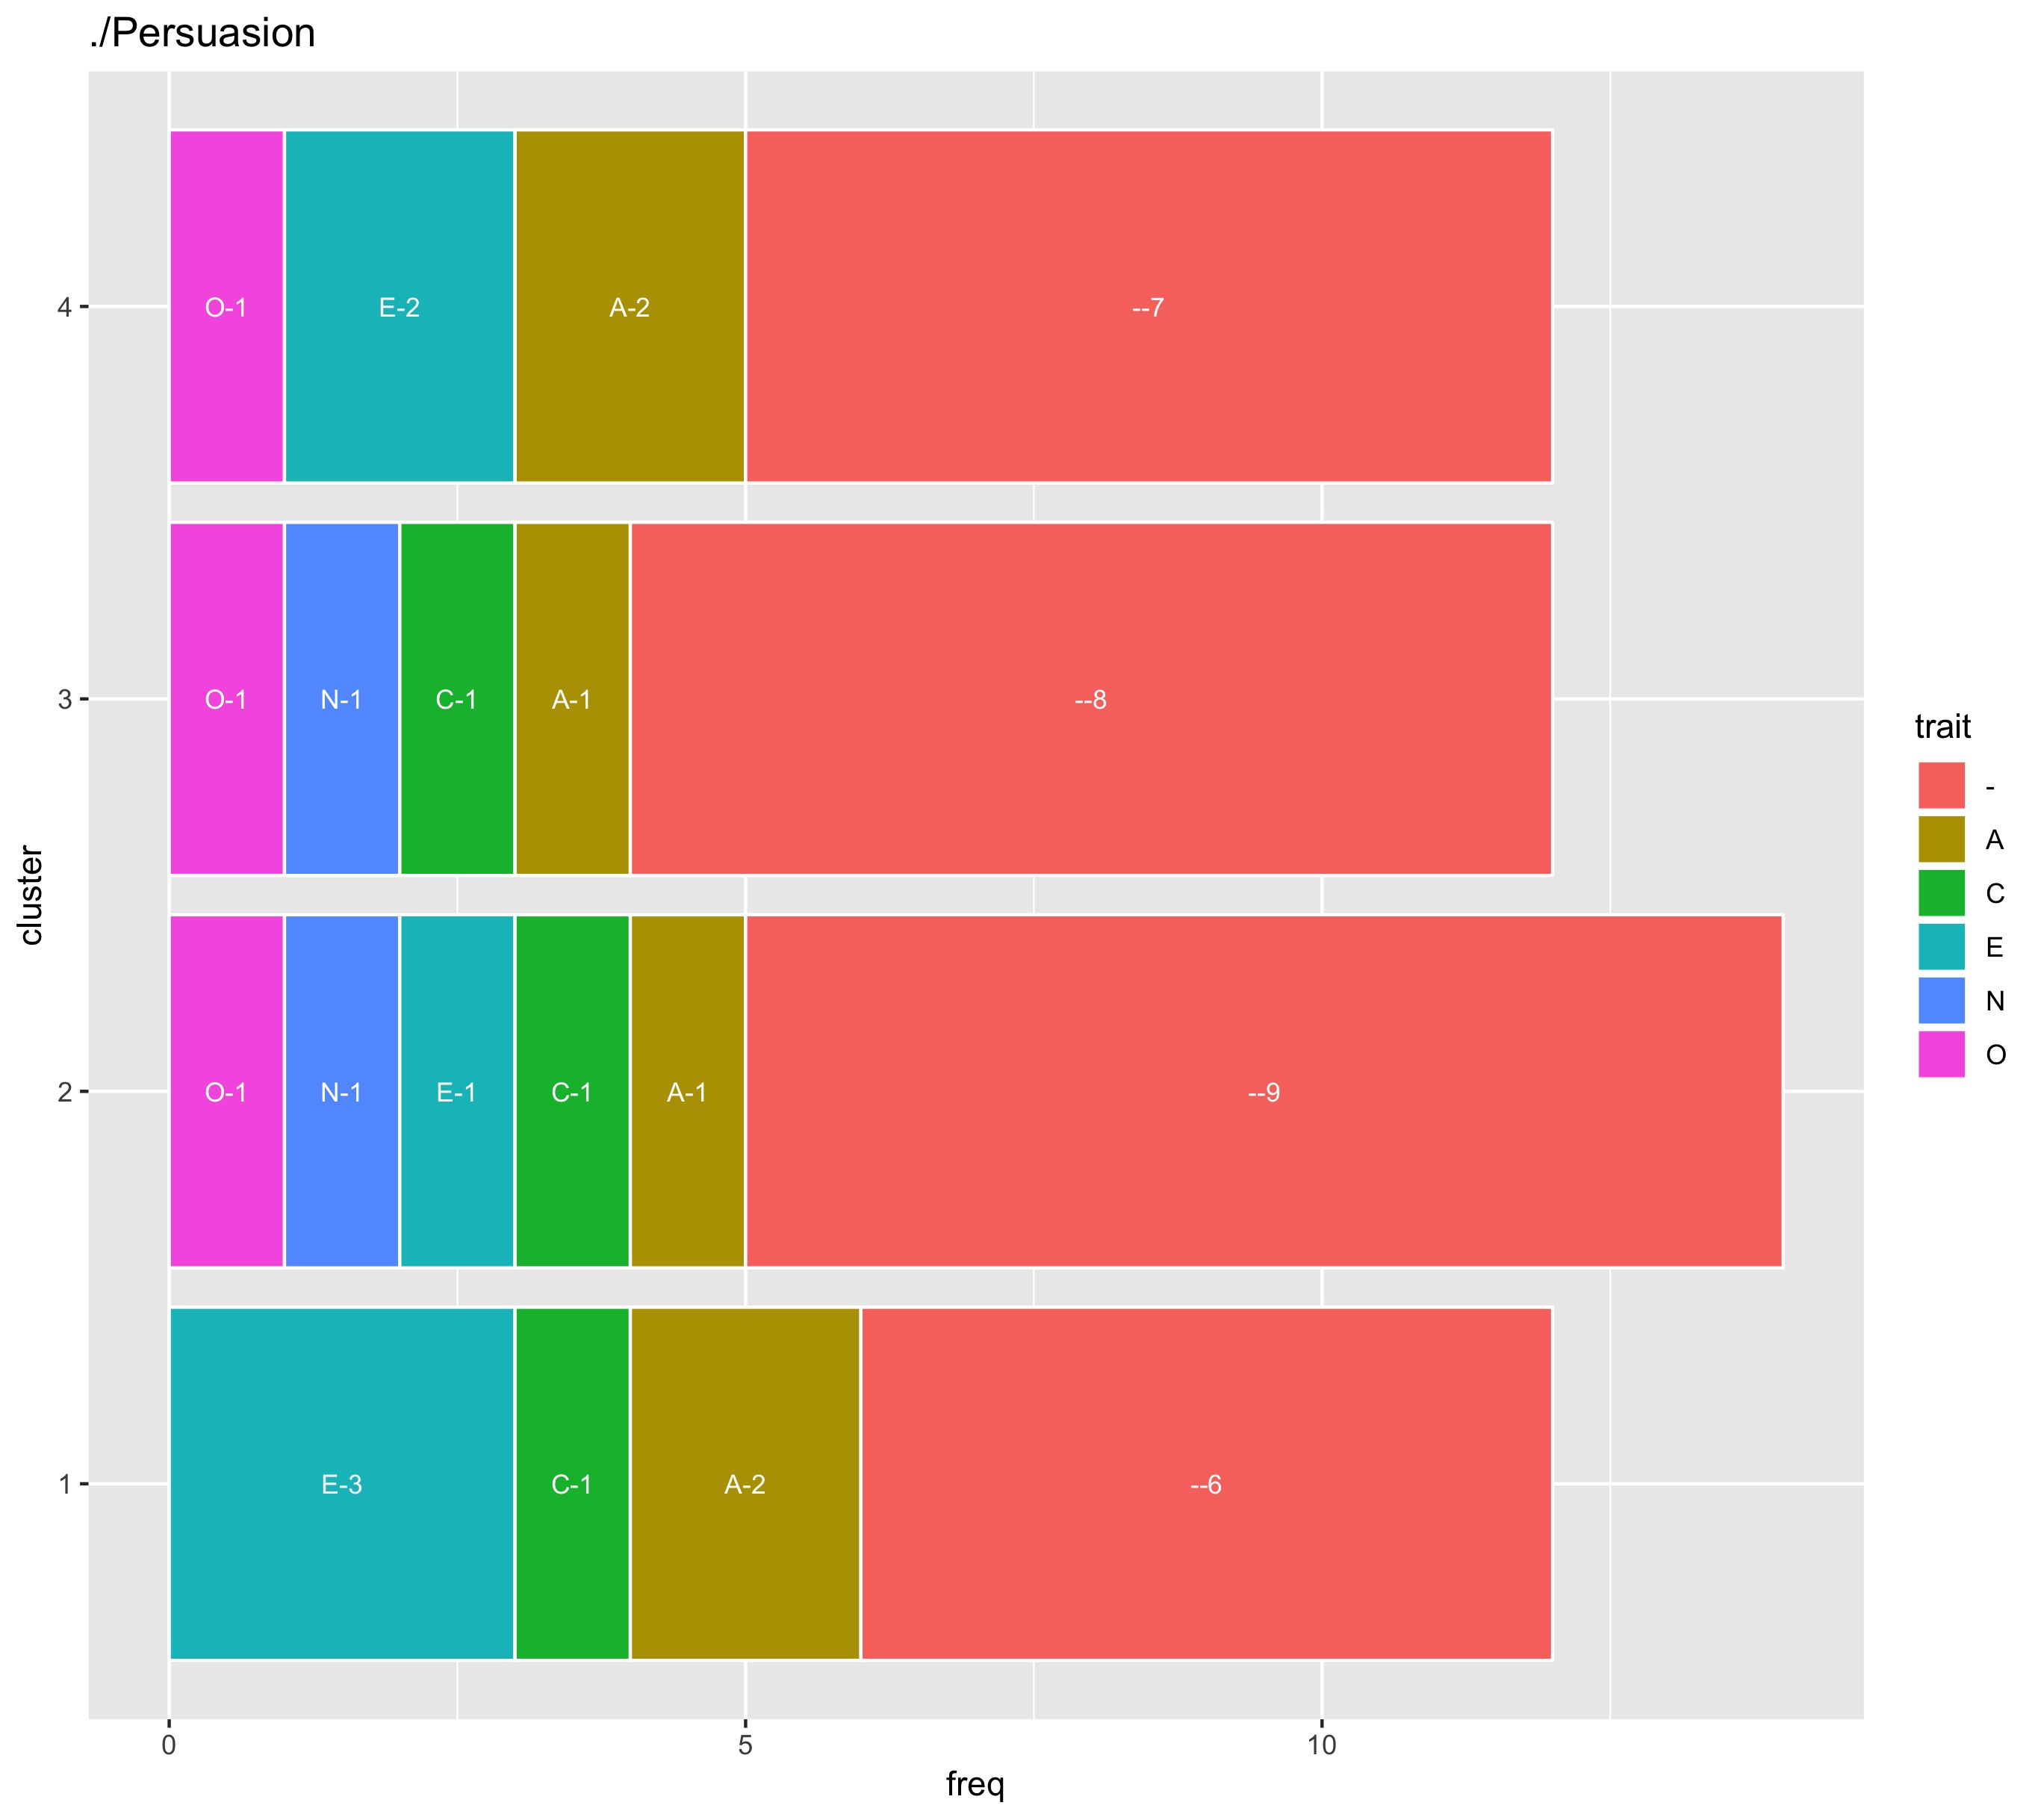 ./Persuasion
4
O-1 E-2 A-2 --7
3
O-1 N-1 C-1 A-1 --8
2
O-1 N-1 E-1 C-1 A-1 --9
1
E-3 C-1 A-2 --6
0 5 10
freq
cluster
trait
-
A
C
E
N
O